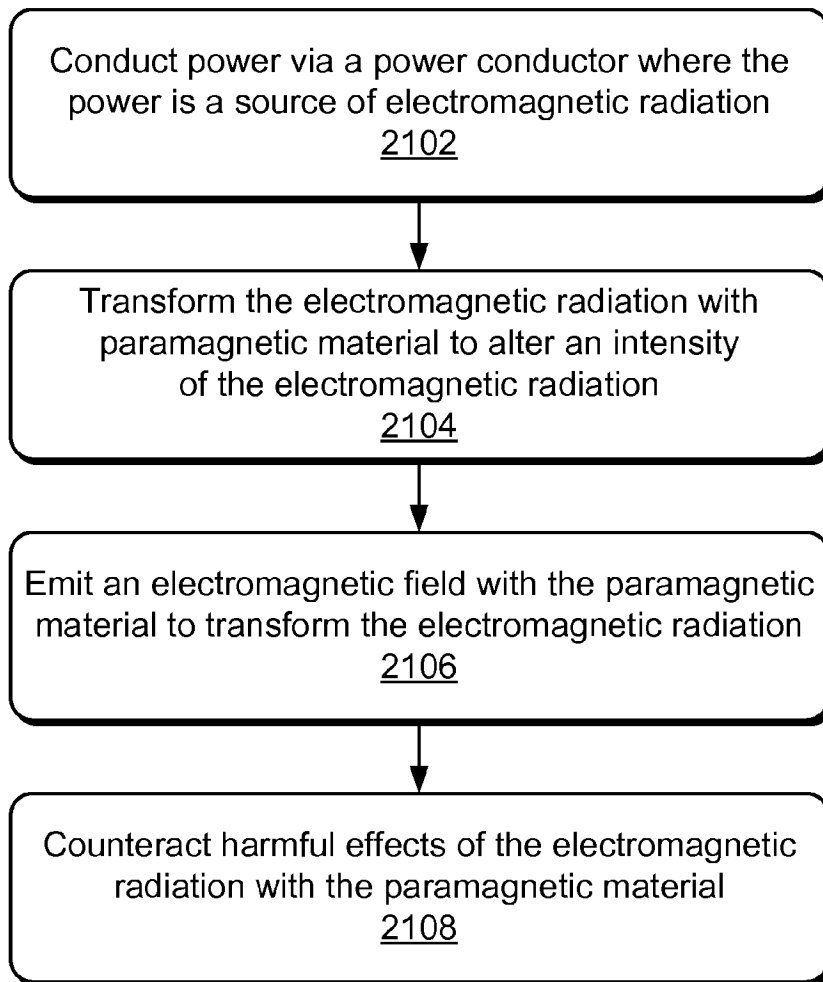 Conduct power via a power conductor where the
power is a source of electromagnetic radiation
2102
Transform the electromagnetic radiation with
paramagnetic material to alter an intensity
of the electromagnetic radiation
2104
Emit an electromagnetic field with the paramagnetic
material to transform the electromagnetic radiation
2106
Counteract harmful effects of the electromagnetic
radiation with the paramagnetic material
2108